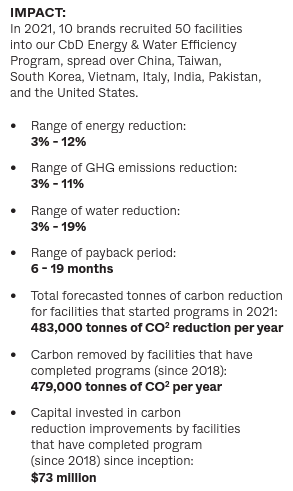 IMPACT:
In 2021, 10 brands recruited 50 facilities
into our CbD Energy & Water Efficiency
Program, spread over China, Taiwan,
South Korea, Vietnam, Italy, India, Pakistan,
and the United States.
• Range of energy reduction:
3% - 12%
• Range of GHG emissions reduction:
3% - 11%
• Range of water reduction:
3% - 19%
• Range of payback period:
6 - 19 months
• Total forecasted tonnes of carbon reduction
for facilities that started programs in 2021:
483,000 tonnes of CO² reduction per year
• Carbon removed by facilities that have
completed programs (since 2018):
479,000 tonnes of CO² per year
• Capital invested in carbon
reduction improvements by facilities
that have completed program
(since 2018) since inception:
$73 million